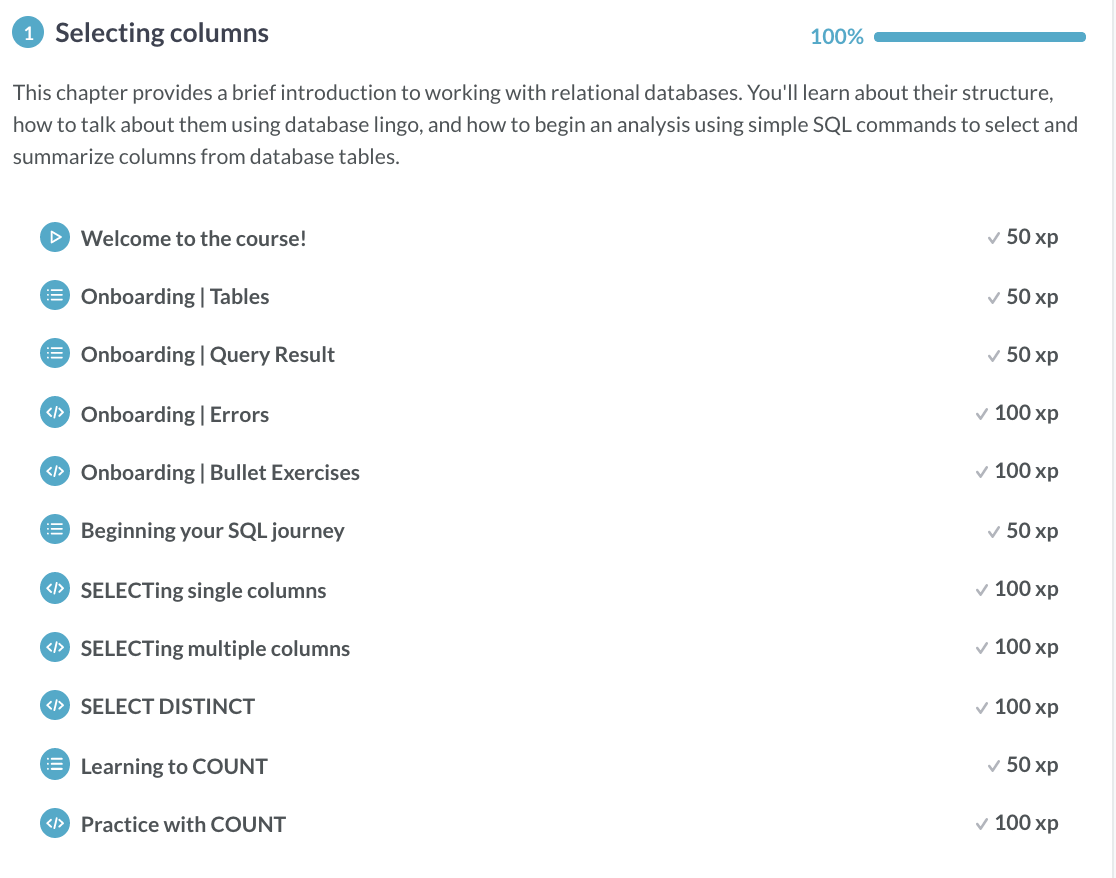 1 Selecting columns 100%
This chapter provides a brief introduction to working with relational databases. You'll learn about their structure,
how to talk about them using database lingo, and how to begin an analysis using simple SQL commands to select and
summarize columns from database tables.
Welcome to the course! 50 xp
Onboarding | Tables 50 xp
Onboarding | Query Result 50 xp
Onboarding | Errors 100 xp
Onboarding | Bullet Exercises 100 xp
Beginning your SQL journey 50 xp
SELECTing single columns 100 xp
SELECTing multiple columns 100 xp
SELECT DISTINCT 100 xp
Learning to COUNT 50 xp
Practice with COUNT 100 xp